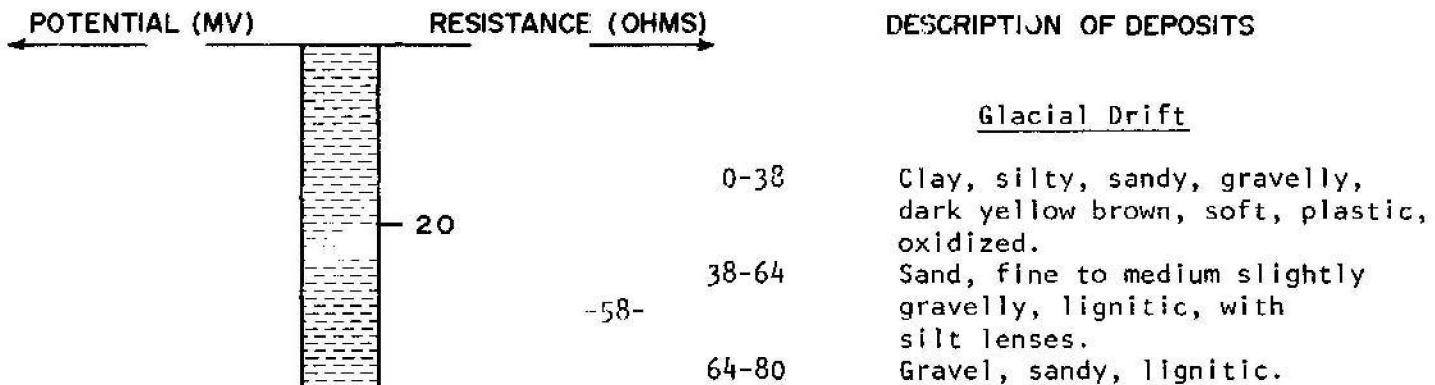 POTENTIAL (MV) RESISTANCE (OHMS) DESCRIPTION OF DEPOSITS
Glacial Drift
0-38 Clay, silty, sandy, gravelly,
dark yellow brown, soft, plastic,
20
oxidized.
38-64 Sand, fine to medium slightly
-58- gravelly, lignitic, with
silt lenses.
64-80 Gravel, sandy, lignitic.